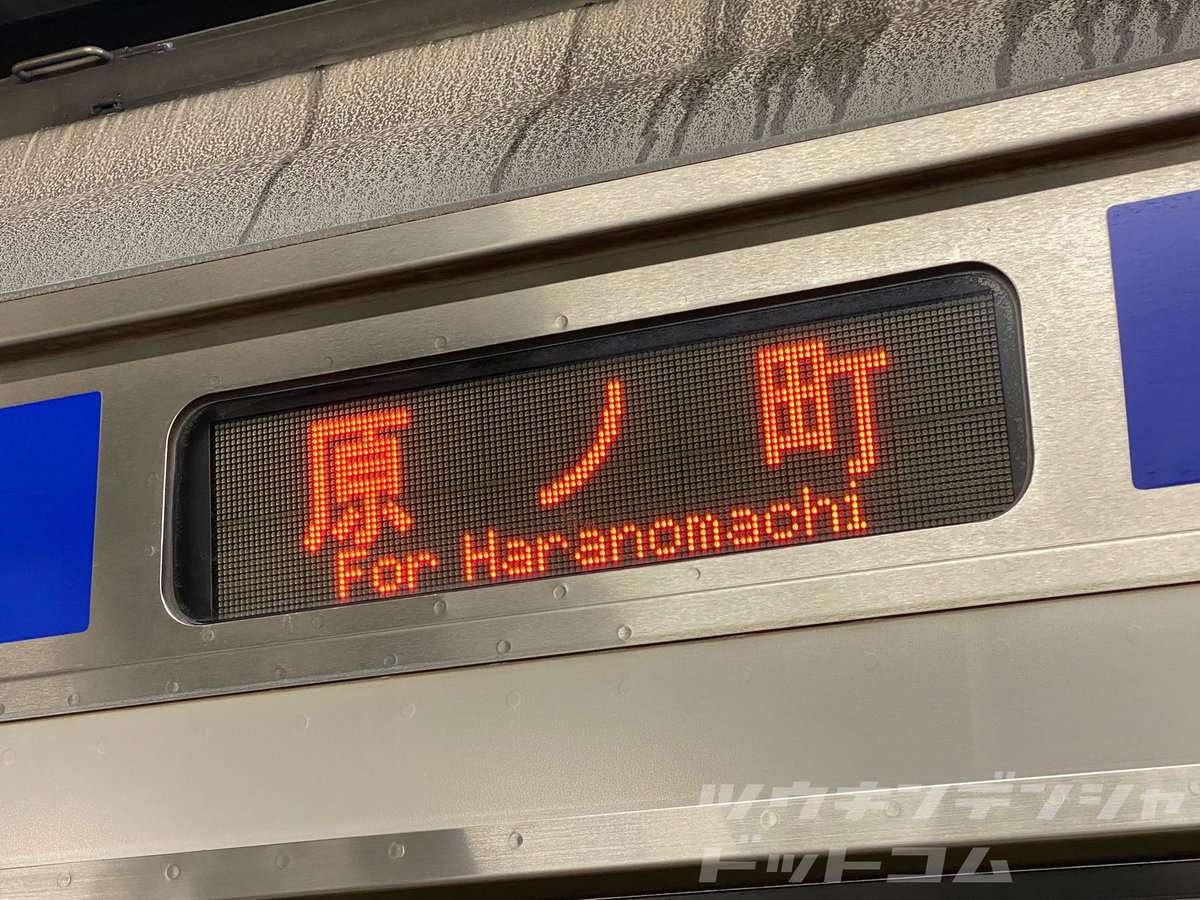 原ノ町
For Haranomachi
ツウキンデンシャ
ドットコム